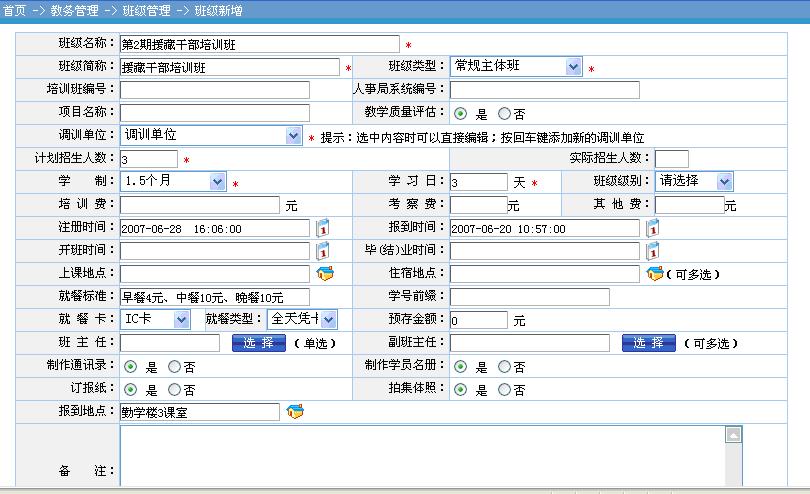 首页 -> 教务管理 -> 班级管理 -> 班级新增
班级名称： 第2期援藏干部培训班 *
班级简称： 援藏干部培训班 * 班级类型： 常规主体班 *
培训班编号： 人事局系统编号：
项目名称： 教学质量评估： 是 否
调训单位： 调训单位 * 提示：选中内容时可以直接编辑；按回车键添加新的调训单位
计划招生人数： 3 * 实际招生人数：
学 制： 1.5个月 * 学 习 日： 3 天 * 班级级别： 请选择
培 训 费： 元 考 察 费： 元 其 他 费： 元
注册时间： 2007-06-28 16:06:00 报到时间： 2007-06-20 10:57:00
开班时间： 毕(结)业时间：
上课地点： 住宿地点： (可多选)
就餐标准： 早餐4元、中餐10元、晚餐10元 学号前缀：
就 餐 卡： IC卡 就餐类型： 全天凭卡 预存金额： 0 元
班 主 任： 选 择 (单选) 副班主任： 选 择 (可多选)
制作通讯录： 是 否 制作学员名册： 是 否
订报纸： 是 否 拍集体照： 是 否
报到地点： 勤学楼3课室
备 注：